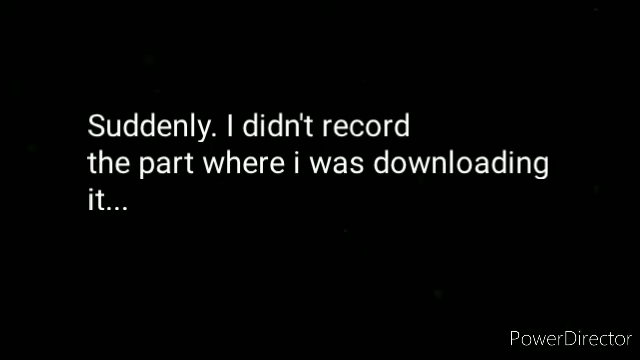 Suddenly. I didn't record
the part where i was downloading
it...
PowerDirector